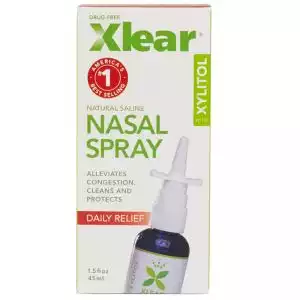 DRUG-FREE
Xlear®
AMERICA'S
#1
BEST SELLING
NATURAL SALINE
NASAL
SPRAY
XYLITOL
ALLEVIATES
CONGESTION,
CLEANS AND
PROTECTS
DAILY RELIEF
1.5 fl oz
45 mL
XLEAR